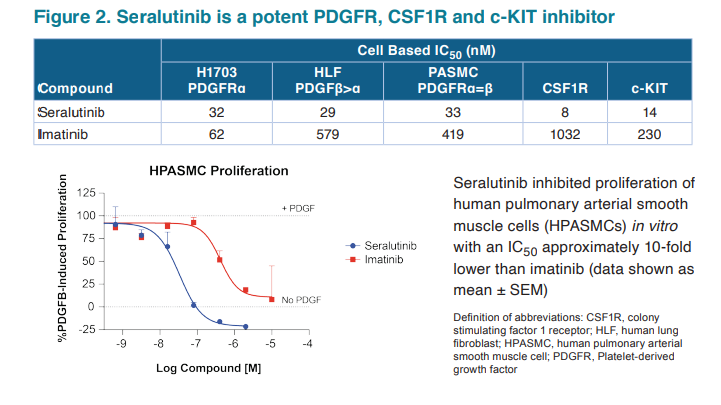 Figure 2. Seralutinib is a potent PDGFR, CSF1R and c-KIT inhibitor
Cell Based IC50 (nM)
Compound H1703 PDGFRα HLF PDGFβ>α PASMC PDGFRα=β CSF1R c-KIT
Seralutinib 32 29 33 8 14
Imatinib 62 579 419 1032 230
HPASMC Proliferation
%PDGFB-Induced Proliferation
125
100
75
50
25
0
-25
+ PDGF
No PDGF
Seralutinib
Imatinib
-9 -8 -7 -6 -5 -4
Log Compound [M]
Seralutinib inhibited proliferation of
human pulmonary arterial smooth
muscle cells (HPASMCs) in vitro
with an IC50 approximately 10-fold
lower than imatinib (data shown as
mean ± SEM)
Definition of abbreviations: CSF1R, colony
stimulating factor 1 receptor; HLF, human lung
fibroblast; HPASMC, human pulmonary arterial
smooth muscle cell; PDGFR, Platelet-derived
growth factor